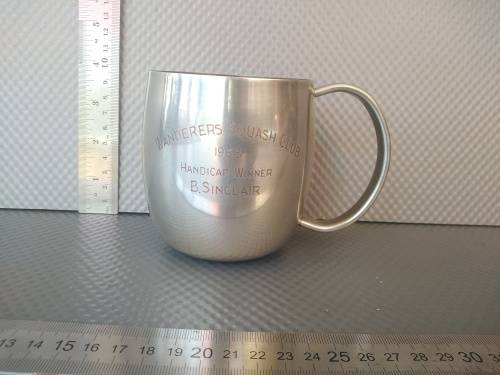 WANDERERS SQUASH CLUB
HANDICAP WINNER
B. SINCLAIR
13 14 15 16 17 18 19 20 21 22 23 24 25 26 27 28 29 30